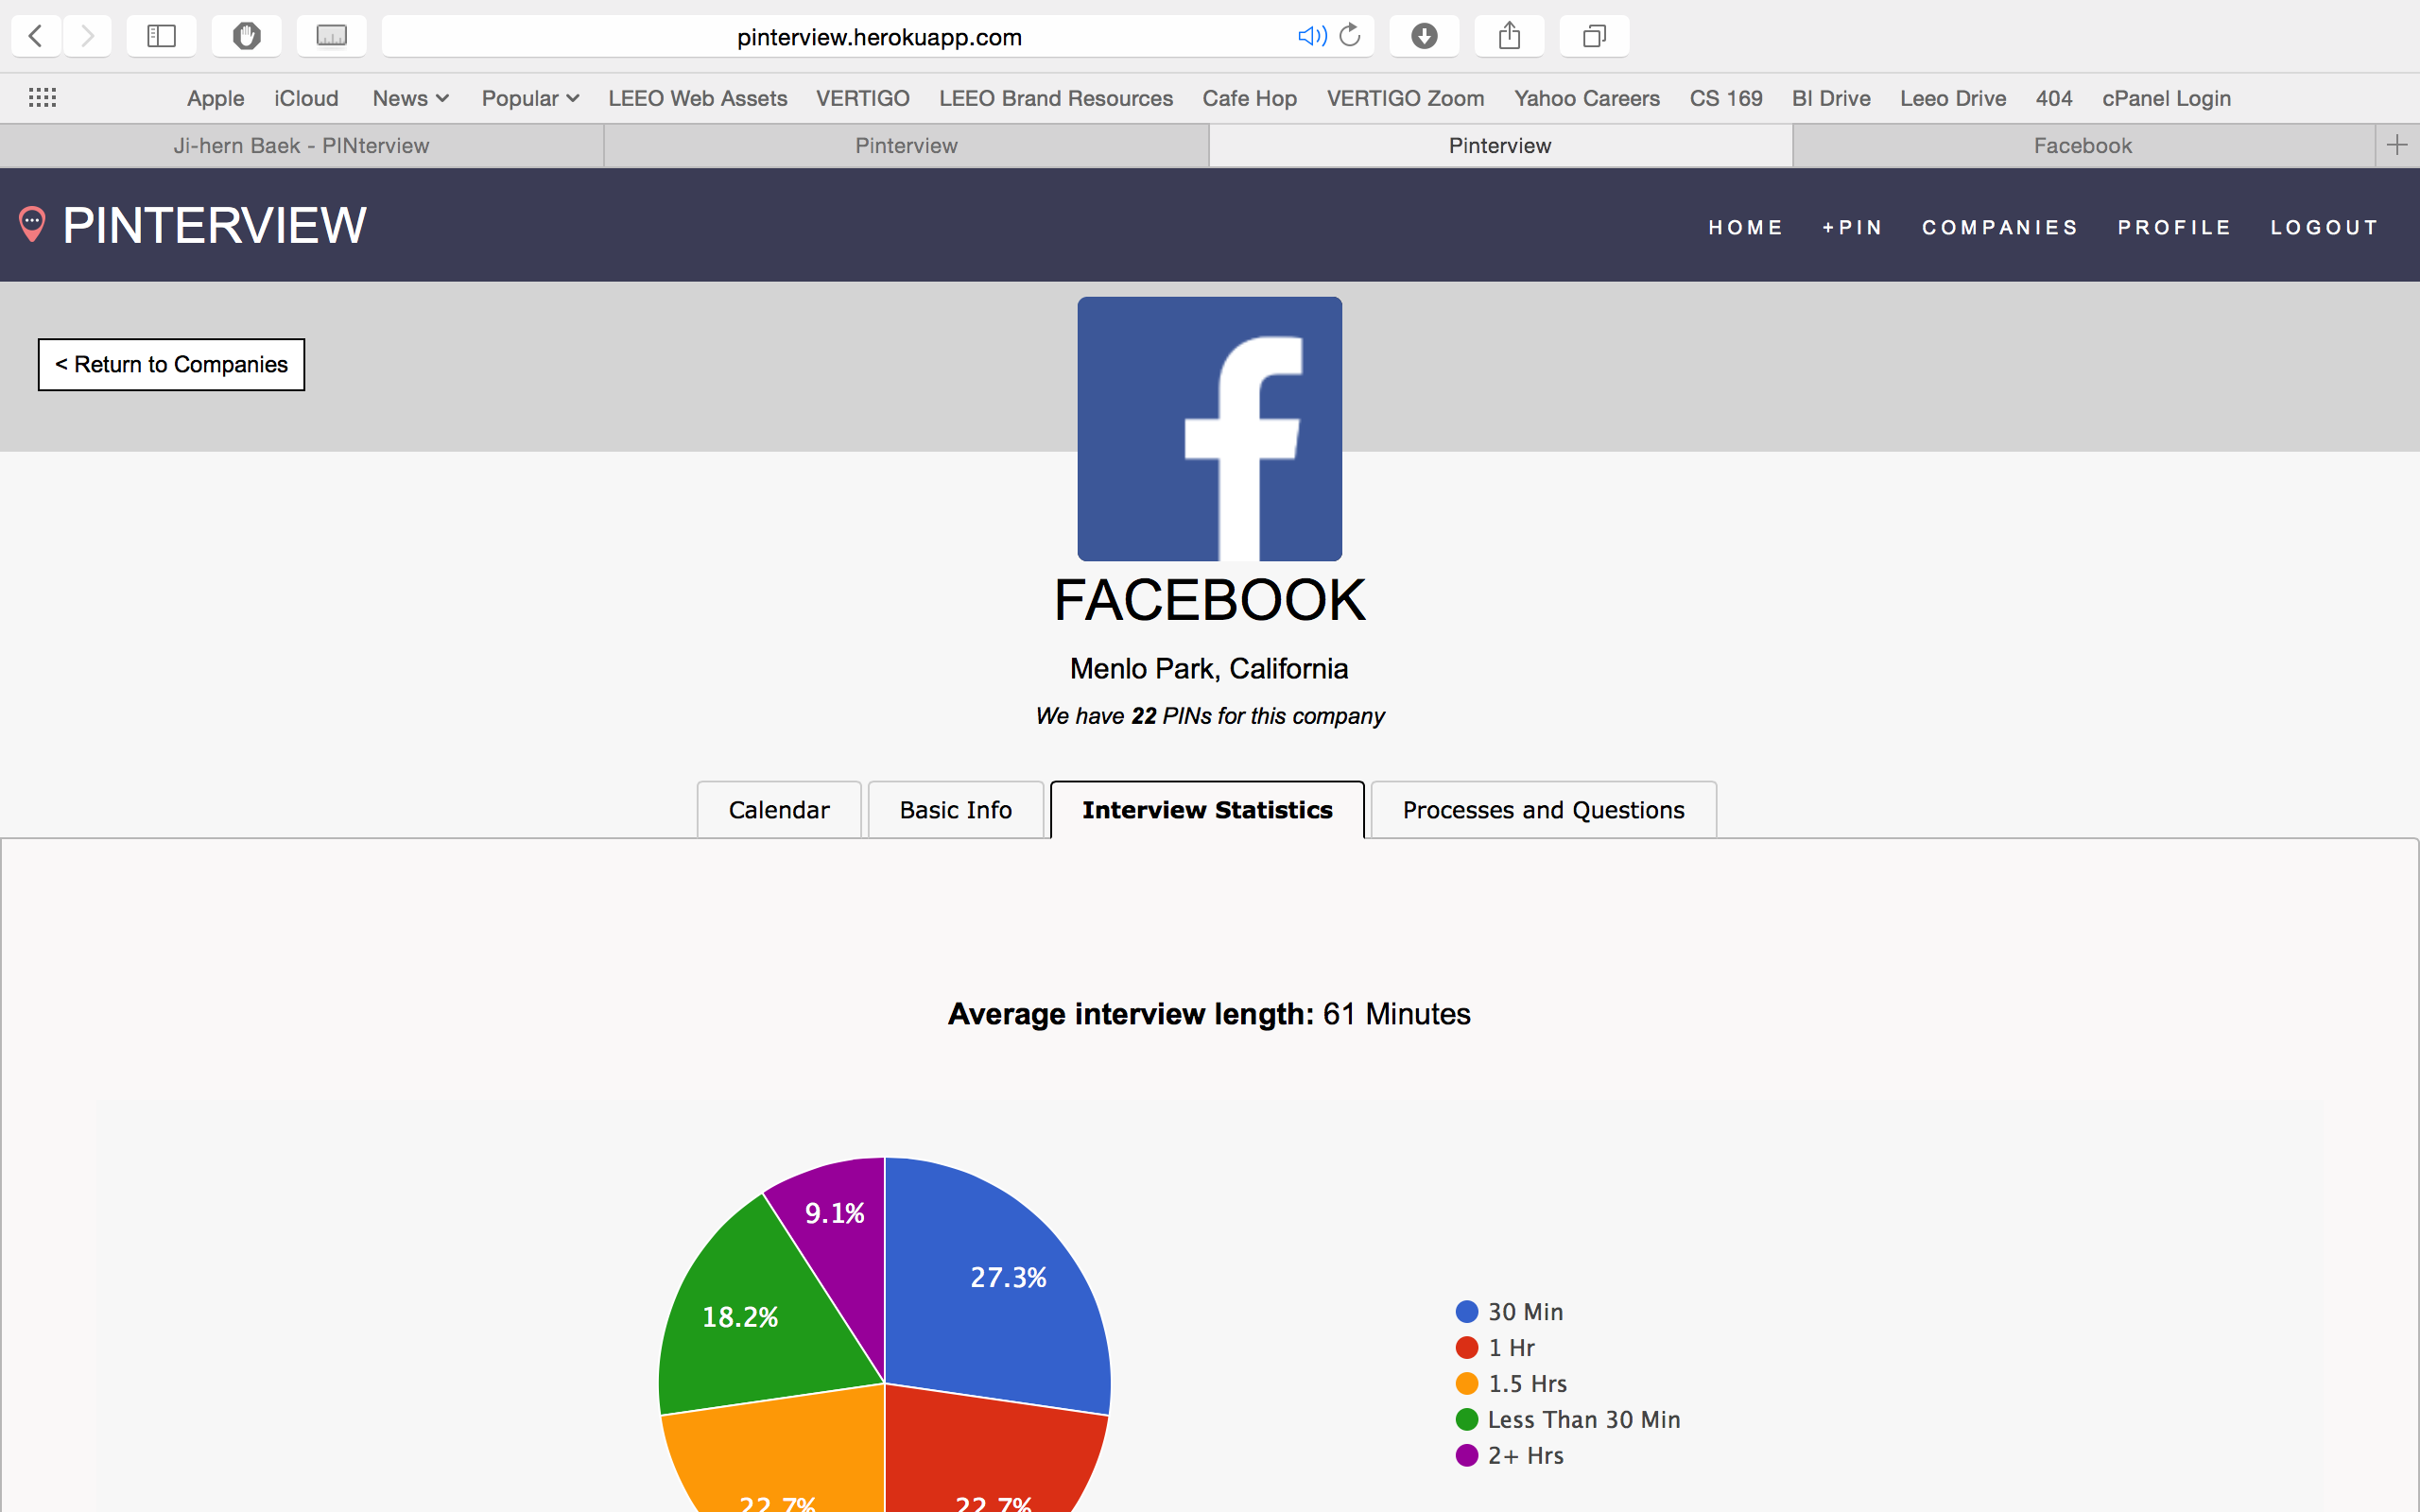 pinterview.herokuapp.com
Apple iCloud News Popular LEEO Web Assets VERTIGO LEEO Brand Resources Cafe Hop VERTIGO Zoom Yahoo Careers CS 169 BI Drive Leeo Drive 404 cPanel Login
Ji-hern Baek - PINterview Pinterview Pinterview Facebook
PINTERVIEW HOME +PIN COMPANIES PROFILE LOGOUT
< Return to Companies
f
FACEBOOK
Menlo Park, California
We have 22 PINs for this company
Calendar Basic Info Interview Statistics Processes and Questions
Average interview length: 61 Minutes
9.1%
27.3%
18.2%
22.7% 22.7%
30 Min
1 Hr
1.5 Hrs
Less Than 30 Min
2+ Hrs